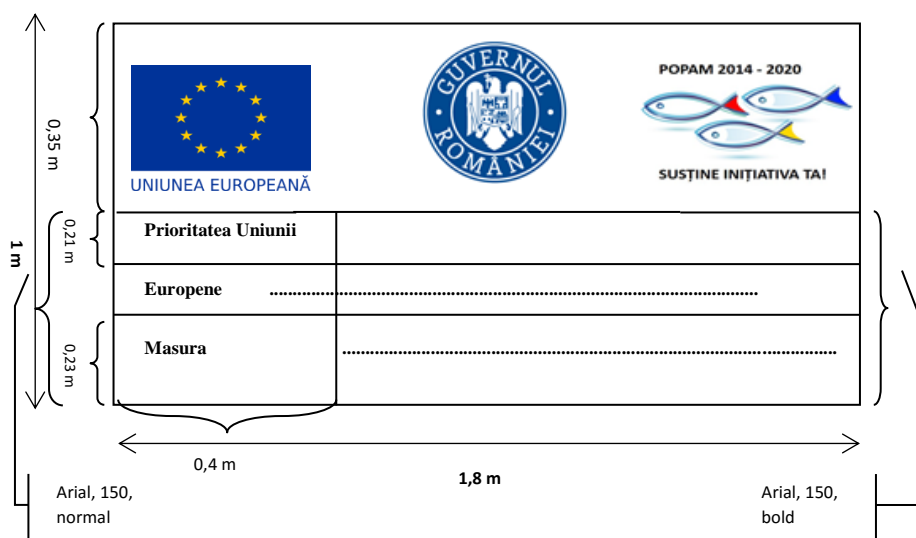 POPAM 2014 - 2020
GUVERNUL ROMÂNIEI
UNIUNEA EUROPEANĂ
SUSȚINE INIȚIATIVA TA!
0,35 m
1 m
0,21 m
Prioritatea Uniunii
Europene ....................................................................................
0,23 m
Masura ....................................................................................
0,4 m
1,8 m
Arial, 150,
normal
Arial, 150,
bold